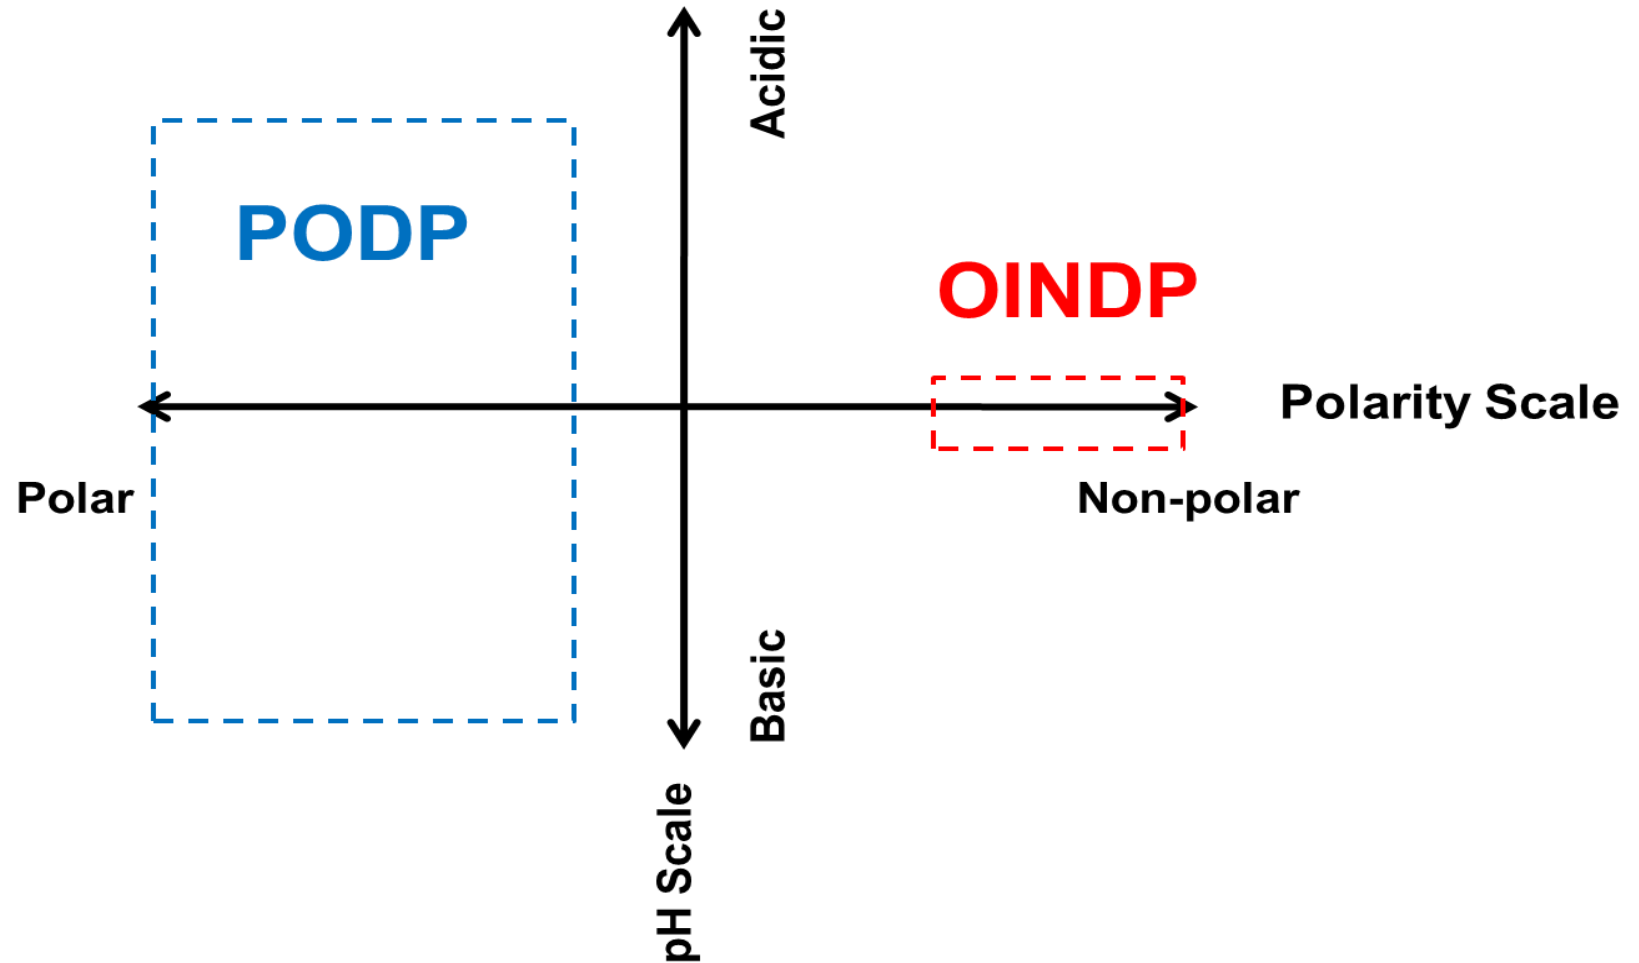 Acidic
PODP
OINDP
Polarity Scale
Polar
Non-polar
Basic
pH Scale